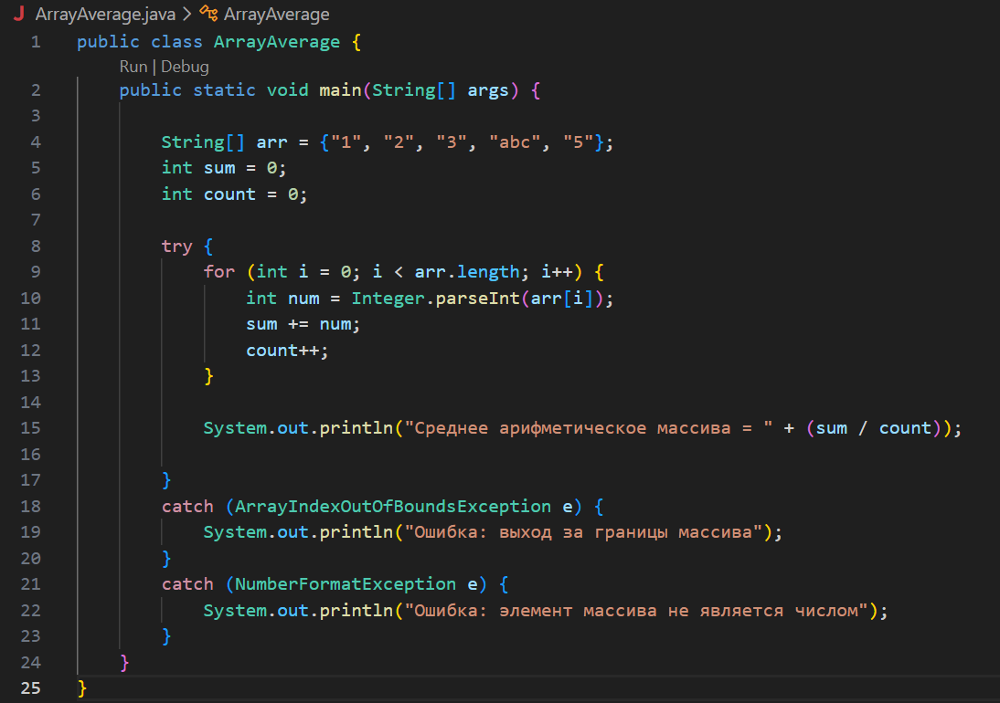 ArrayAverage.java > ArrayAverage
1 public class ArrayAverage {
Run | Debug
2 public static void main(String[] args) {
3
4 String[] arr = {"1", "2", "3", "abc", "5"};
5 int sum = 0;
6 int count = 0;
7
8 try {
9 for (int i = 0; i < arr.length; i++) {
10 int num = Integer.parseInt(arr[i]);
11 sum += num;
12 count++;
13 }
14
15 System.out.println("Среднее арифметическое массива = " + (sum / count));
16
17 }
18 catch (ArrayIndexOutOfBoundsException e) {
19 System.out.println("Ошибка: выход за границы массива");
20 }
21 catch (NumberFormatException e) {
22 System.out.println("Ошибка: элемент массива не является числом");
23 }
24 }
25 }